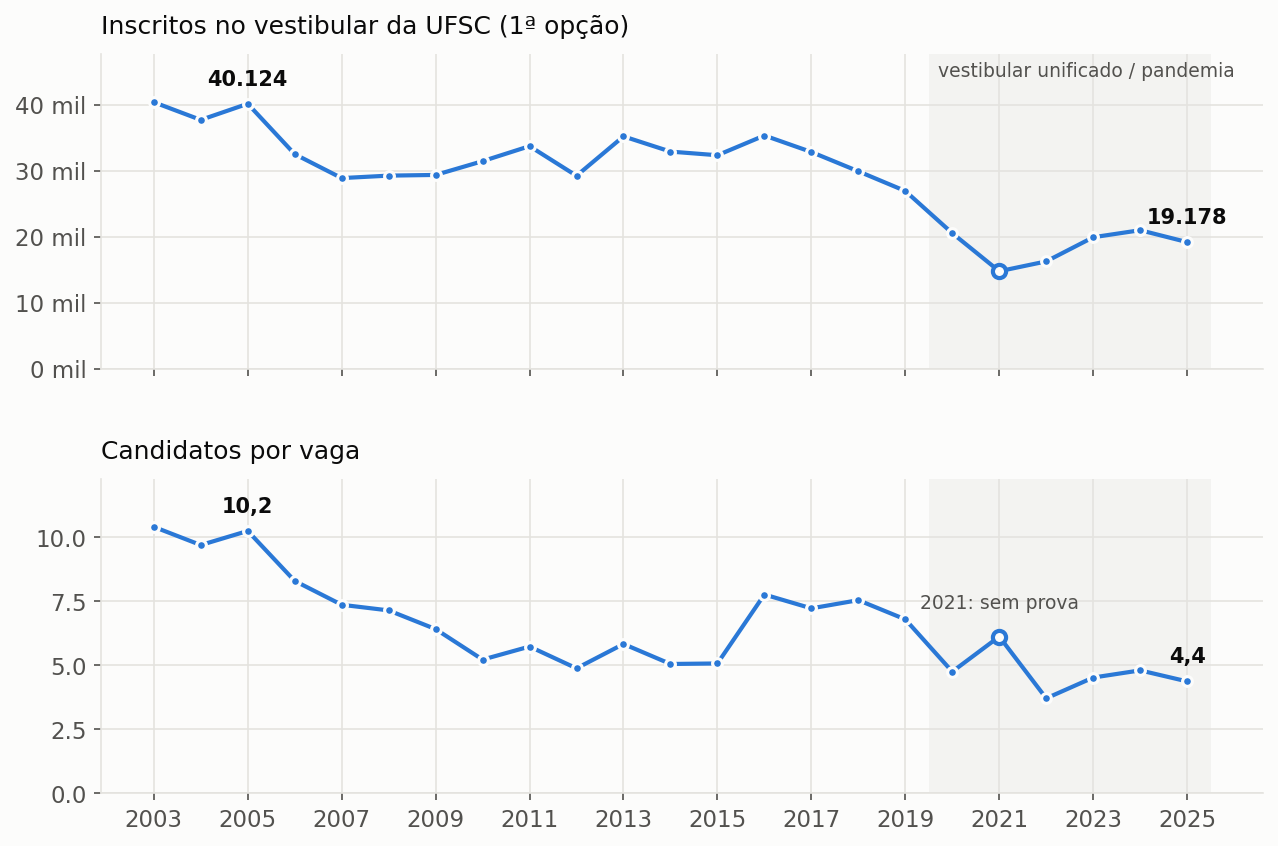 Inscritos no vestibular da UFSC (1ª opção)
vestibular unificado / pandemia
40.124
40 mil
30 mil
19.178
20 mil
10 mil
0 mil
Candidatos por vaga
10,2
10.0
7.5
2021: sem prova
4,4
5.0
2.5
0.0
2003 2005 2007 2009 2011 2013 2015 2017 2019 2021 2023 2025